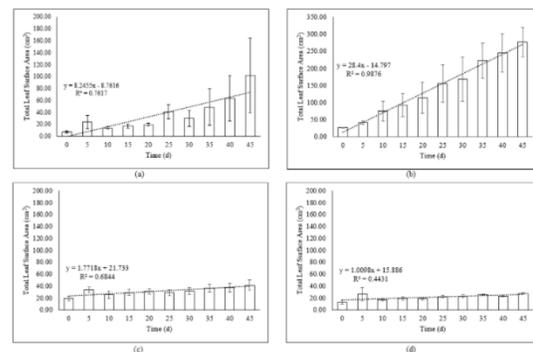 200.00
180.00
160.00
140.00
120.00
100.00
80.00
60.00
40.00
20.00
0.00
Total Leaf Surface Area (cm²)
y = 8.2455x - 8.7616
R² = 0.7617
0 5 10 15 20 25 30 35 40 45
Time (d)
(a)
350.00
300.00
250.00
200.00
150.00
100.00
50.00
0.00
Total Leaf Surface Area (cm²)
y = 28.4x - 14.797
R² = 0.9876
0 5 10 15 20 25 30 35 40 45
Time (d)
(b)
200.00
180.00
160.00
140.00
120.00
100.00
80.00
60.00
40.00
20.00
0.00
Total Leaf Surface Area (cm²)
y = 1.7718x + 21.733
R² = 0.6844
0 5 10 15 20 25 30 35 40 45
Time (d)
(c)
200.00
180.00
160.00
140.00
120.00
100.00
80.00
60.00
40.00
20.00
0.00
Total Leaf Surface Area (cm²)
y = 1.0098x + 15.886
R² = 0.4431
0 5 10 15 20 25 30 35 40 45
Time (d)
(d)